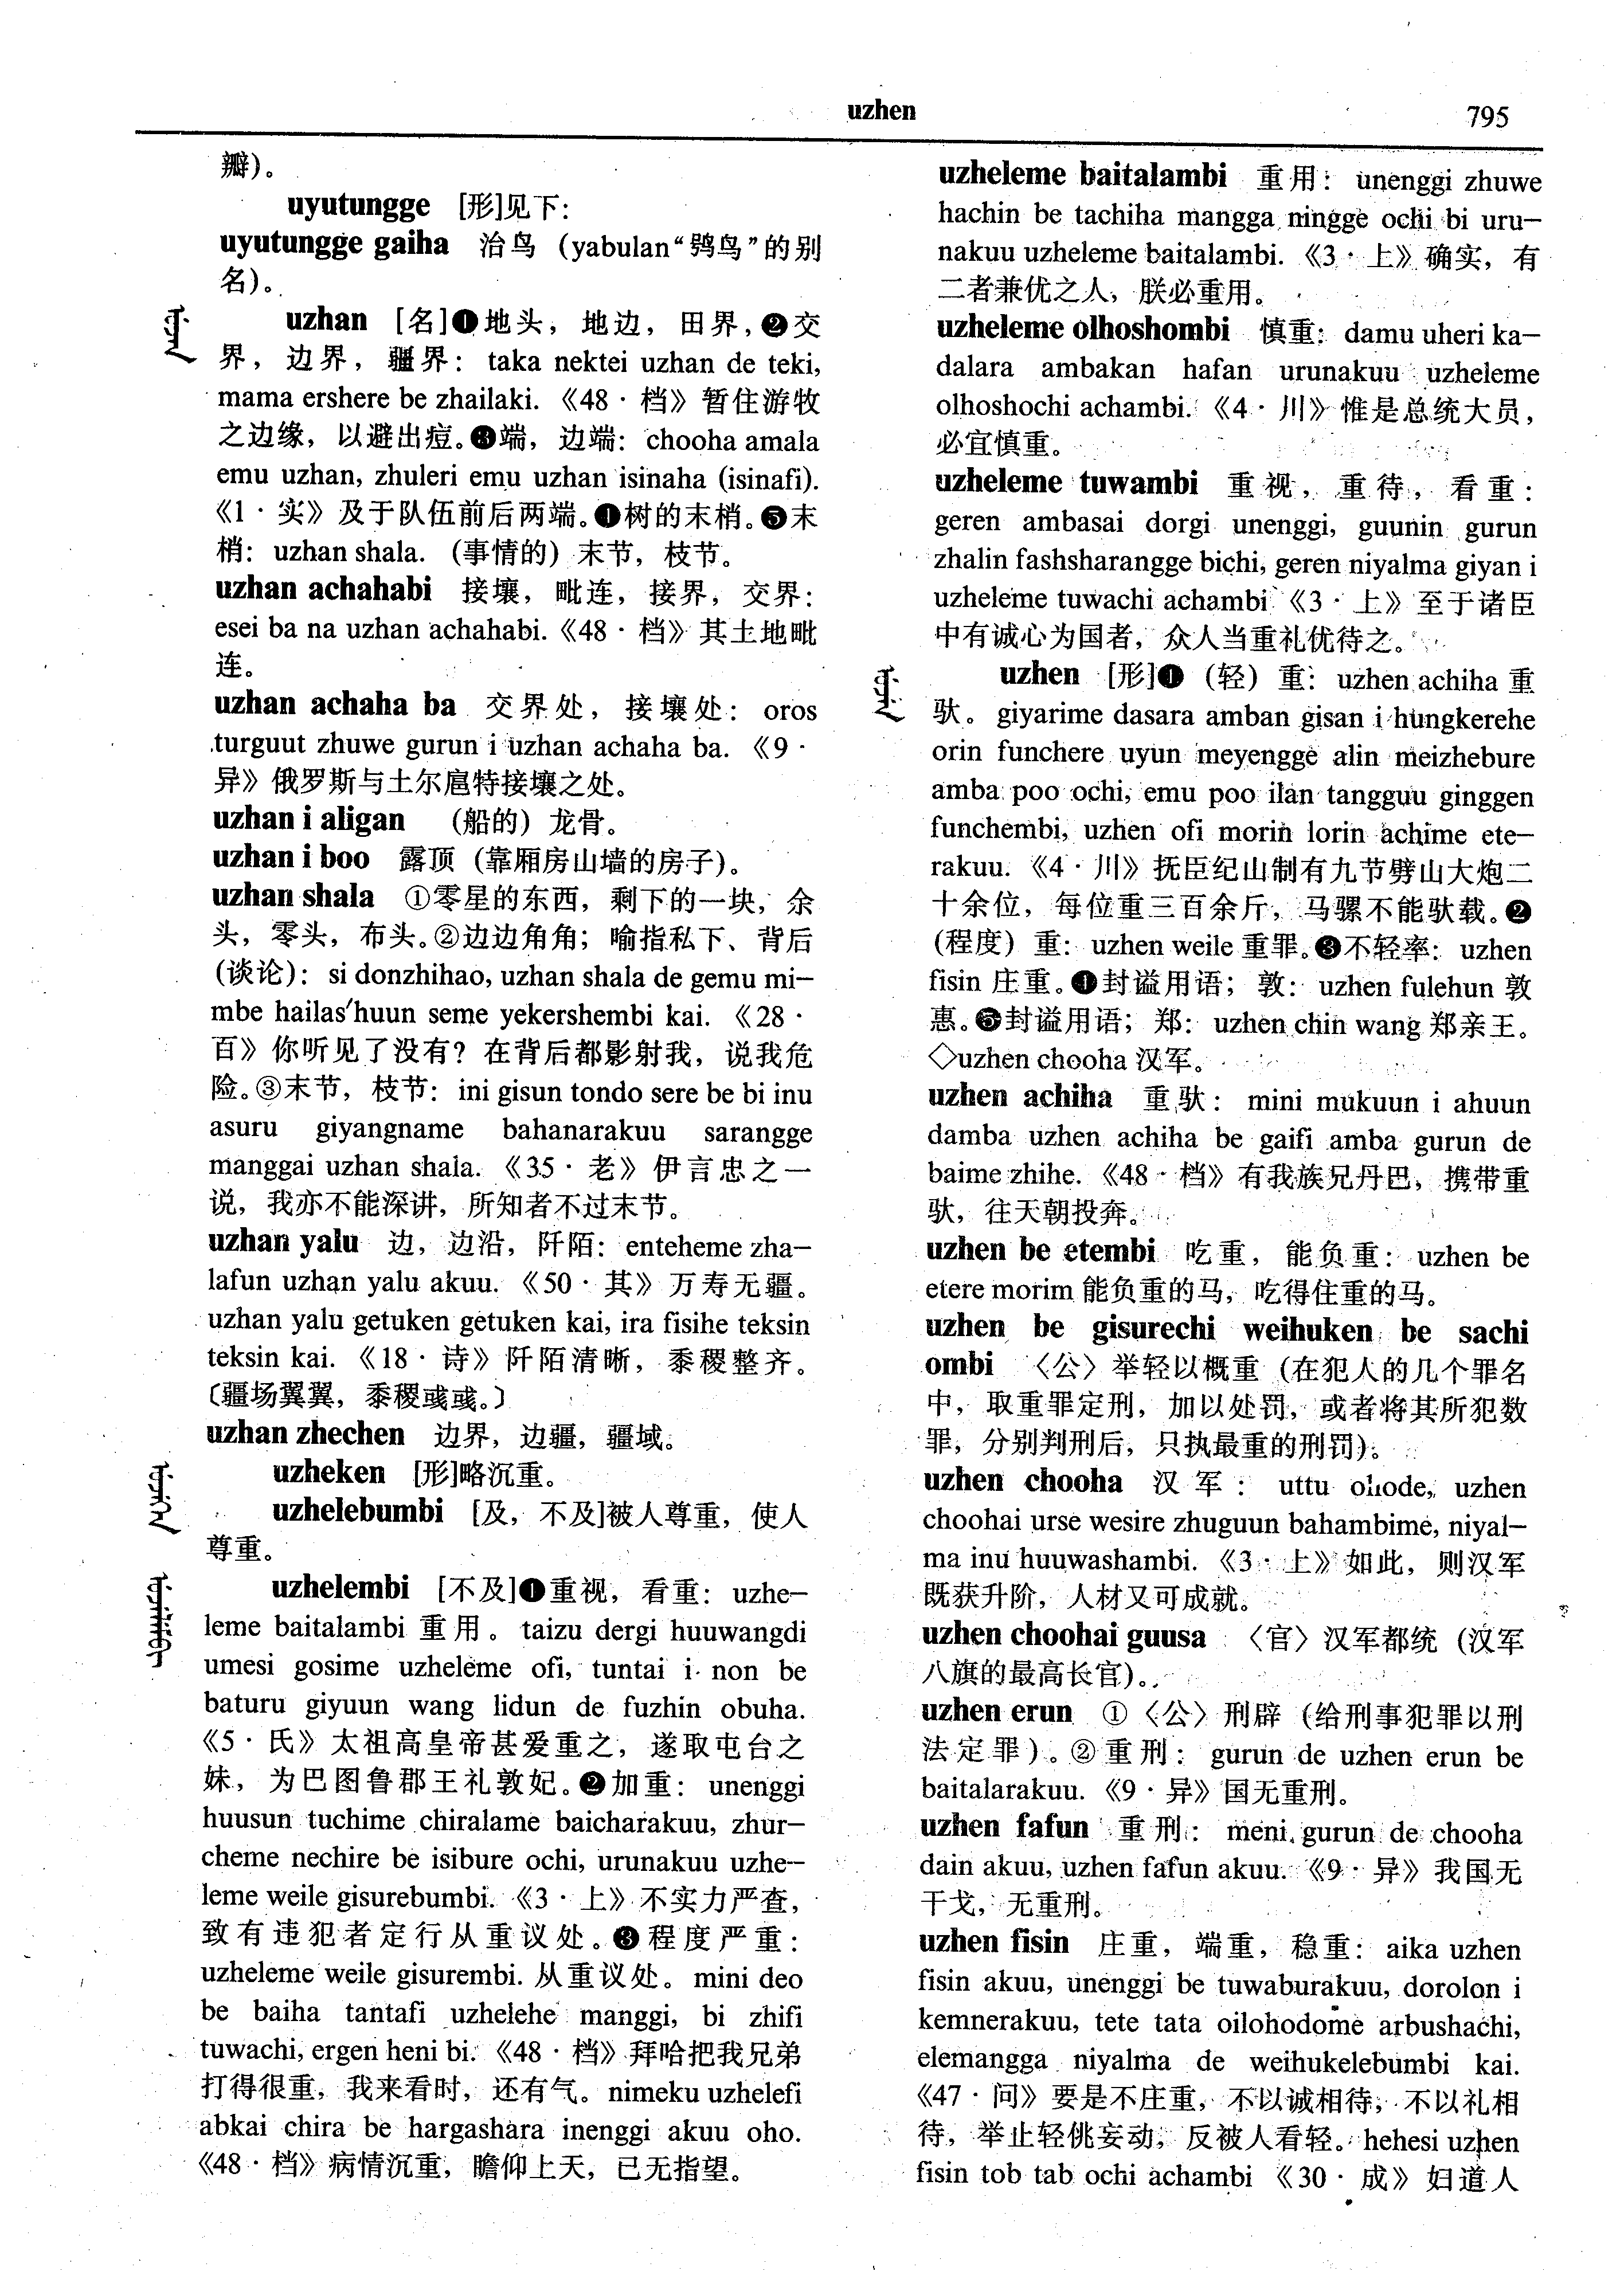 uzhen
795
瓣)。
uyutungge [形]见下:
uyutungge gaiha 治鸟 (yabulan“鸮鸟”的别
名)。
uzhan [名]❶地头, 地边, 田界, ❷交
界, 边界, 疆界: taka nektei uzhan de teki,
mama ershere be zhailaki. 《48·档》暂住游牧
之边缘, 以避出痘。❸端, 边端: chooha amala
emu uzhan, zhuleri emu uzhan isinaha (isinafi).
《1·实》及于队伍前后两端。❹树的末梢。❺末
梢: uzhan shala. (事情的) 末节, 枝节。
uzhan achahabi 接壤, 毗连, 接界, 交界:
esei ba na uzhan achahabi.《48·档》其土地毗
连。
uzhan achaha ba 交界处, 接壤处: oros
turguut zhuwe gurun i uzhan achaha ba. 《9·
异》俄罗斯与土尔扈特接壤之处。
uzhan i aligan (船的) 龙骨。
uzhan i boo 露顶 (靠厢房山墙的房子)。
uzhan shala ①零星的东西, 剩下的一块, 余
头, 零头, 布头。②边边角角; 喻指私下、背后
(谈论): si donzhihao, uzhan shala de gemu mi-
mbe hailas'huun seme yekershembi kai. 《28·
百》你听见了没有? 在背后都影射我, 说我危
险。③末节, 枝节: ini gisun tondo sere be bi inu
asuru giyangname bahanarakuu sarangge
manggai uzhan shala. 《35·老》伊言忠之一
说, 我亦不能深讲, 所知者不过末节。
uzhan yalu 边, 边沿, 阡陌: enteheme zha-
lafun uzhan yalu akuu. 《50·其》万寿无疆。
uzhan yalu getuken getuken kai, ira fisihe teksin
teksin kai. 《18·诗》阡陌清晰, 黍稷整齐。
〔疆场翼翼, 黍稷彧彧。〕
uzhan zhechen 边界, 边疆, 疆域。
uzheken [形]略沉重。
uzhelebumbi [及, 不及]被人尊重, 使人
尊重。
uzhelembi [不及]❶重视, 看重: uzhe-
leme baitalambi 重用。taizu dergi huuwangdi
umesi gosime uzheleme ofi, tuntai i non be
baturu giyuun wang lidun de fuzhin obuha.
《5·氏》太祖高皇帝甚爱重之, 遂取屯台之
妹, 为巴图鲁郡王礼敦妃。❷加重: unenggi
huusun tuchime chiralame baicharakuu, zhur-
cheme nechire be isibure ochi, urunakuu uzhe-
leme weile gisurebumbi. 《3·上》不实力严查,
致有违犯者定行从重议处。❸程度严重:
uzheleme weile gisurembi. 从重议处。mini deo
be baiha tantafi uzhelehe manggi, bi zhifi
tuwachi, ergen heni bi. 《48·档》拜哈把我兄弟
打得很重, 我来看时, 还有气。nimeku uzhelefi
abkai chira be hargashara inenggi akuu oho.
《48·档》病情沉重, 瞻仰上天, 已无指望。
uzheleme baitalambi 重用: unenggi zhuwe
hachin be tachiha mangga ningge ochi bi uru-
nakuu uzheleme baitalambi. 《3·上》确实, 有
二者兼优之人, 朕必重用。
uzheleme olhoshombi 慎重: damu uheri ka-
dalara ambakan hafan urunakuu uzheleme
olhoshochi achambi. 《4·川》惟是总统大员,
必宜慎重。
uzheleme tuwambi 重视, 重待, 看重:
geren ambasai dorgi unenggi, guunin gurun
zhalin fashsharangge bichi, geren niyalma giyan i
uzheleme tuwachi achambi 《3·上》至于诸臣
中有诚心为国者, 众人当重礼优待之。
uzhen [形]❶ (轻) 重: uzhen achiha 重
驮。giyarime dasara amban gisan i hungkerehe
orin funchere uyun meyengge alin meizhebure
amba poo ochi, emu poo ilan tangguu ginggen
funchembi, uzhen ofi morin lorin achime ete-
rakuu. 《4·川》抚臣纪山制有九节劈山大炮二
十余位, 每位重三百余斤, 马骡不能驮载。❷
(程度) 重: uzhen weile 重罪。❸不轻率: uzhen
fisin 庄重。❹封谥用语; 敦: uzhen fulehun 敦
惠。❺封谥用语; 郑: uzhen chin wang 郑亲王。
◇uzhen chooha 汉军。
uzhen achiha 重驮: mini mukuun i ahuun
damba uzhen achiha be gaifi amba gurun de
baime zhihe. 《48·档》有我族兄丹巴, 携带重
驮, 往天朝投奔。
uzhen be etembi 吃重, 能负重: uzhen be
etere morim 能负重的马, 吃得住重的马。
uzhen be gisurechi weihuken be sachi
ombi 〈公〉举轻以概重 (在犯人的几个罪名
中, 取重罪定刑, 加以处罚, 或者将其所犯数
罪, 分别判刑后, 只执最重的刑罚)。
uzhen chooha 汉军: uttu ohode, uzhen
choohai urse wesire zhuguun bahambime, niyal-
ma inu huuwashambi. 《3·上》如此, 则汉军
既获升阶, 人材又可成就。
uzhen choohai guusa 〈官〉汉军都统 (汉军
八旗的最高长官)。
uzhen erun ①〈公〉刑辟 (给刑事犯罪以刑
法定罪)。②重刑: gurun de uzhen erun be
baitalarakuu. 《9·异》国无重刑。
uzhen fafun 重刑: meni gurun de chooha
dain akuu, uzhen fafun akuu. 《9·异》我国无
干戈, 无重刑。
uzhen fisin 庄重, 端重, 稳重: aika uzhen
fisin akuu, unenggi be tuwaburakuu, dorolon i
kemnerakuu, tete tata oilohodome arbushachi,
elemangga niyalma de weihukelebumbi kai.
《47·问》要是不庄重, 不以诚相待, 不以礼相
待, 举止轻佻妄动, 反被人看轻。hehesi uzhen
fisin tob tab ochi achambi 《30·成》妇道人